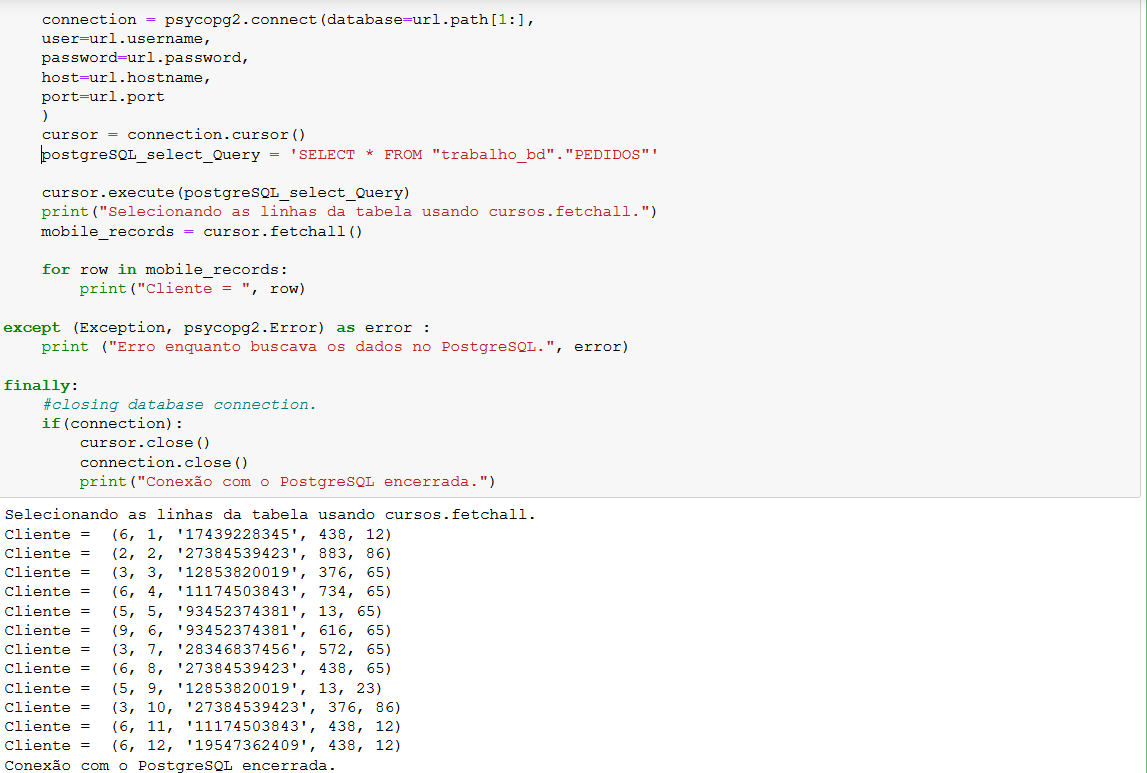 connection = psycopg2.connect(database=url.path[1:],
user=url.username,
password=url.password,
host=url.hostname,
port=url.port
)
cursor = connection.cursor()
postgreSQL_select_Query = 'SELECT * FROM "trabalho_bd"."PEDIDOS"'
cursor.execute(postgreSQL_select_Query)
print("Selecionando as linhas da tabela usando cursos.fetchall.")
mobile_records = cursor.fetchall()
for row in mobile_records:
print("Cliente = ", row)
except (Exception, psycopg2.Error) as error :
print ("Erro enquanto buscava os dados no PostgreSQL.", error)
finally:
#closing database connection.
if(connection):
cursor.close()
connection.close()
print("Conexão com o PostgreSQL encerrada.")
Selecionando as linhas da tabela usando cursos.fetchall.
Cliente =  (6, 1, '17439228345', 438, 12)
Cliente =  (2, 2, '27384539423', 883, 86)
Cliente =  (3, 3, '12853820019', 376, 65)
Cliente =  (6, 4, '11174503843', 734, 65)
Cliente =  (5, 5, '93452374381', 13, 65)
Cliente =  (9, 6, '93452374381', 616, 65)
Cliente =  (3, 7, '28346837456', 572, 65)
Cliente =  (6, 8, '27384539423', 438, 65)
Cliente =  (5, 9, '12853820019', 13, 23)
Cliente =  (3, 10, '27384539423', 376, 86)
Cliente =  (6, 11, '11174503843', 438, 12)
Cliente =  (6, 12, '19547362409', 438, 12)
Conexão com o PostgreSQL encerrada.